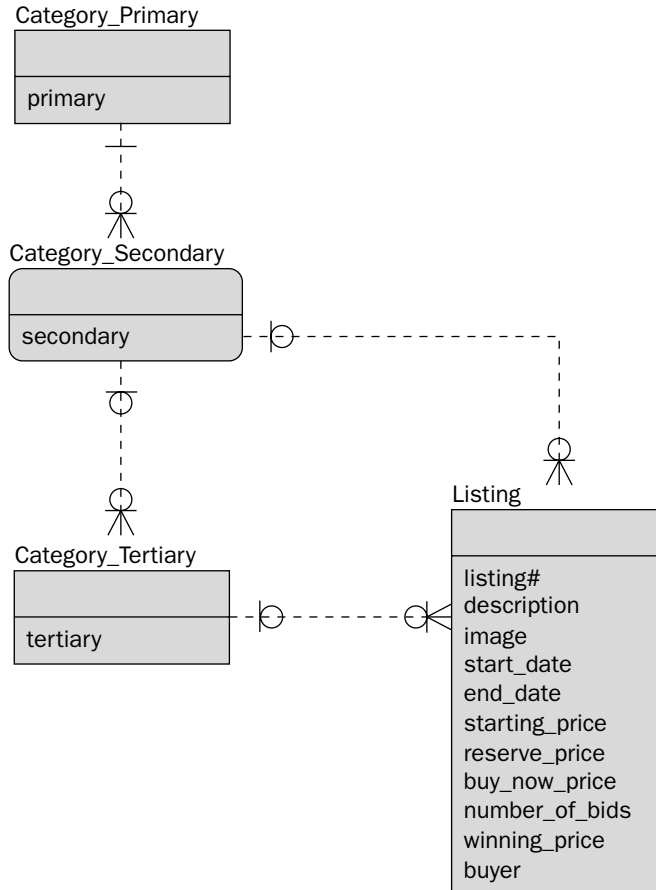 Category_Primary
primary
Category_Secondary
secondary
Category_Tertiary
tertiary
Listing
listing#
description
image
start_date
end_date
starting_price
reserve_price
buy_now_price
number_of_bids
winning_price
buyer